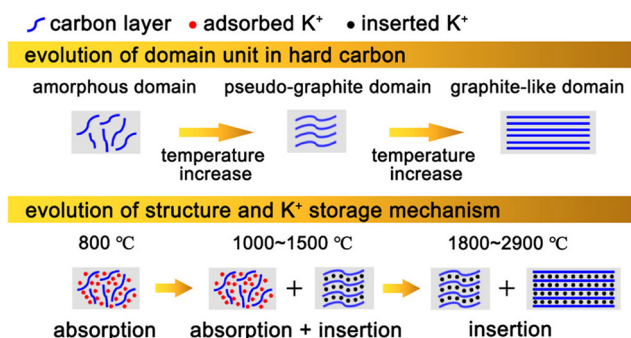 carbon layer adsorbed K⁺ inserted K⁺
evolution of domain unit in hard carbon
amorphous domain pseudo-graphite domain graphite-like domain
temperature increase temperature increase
evolution of structure and K⁺ storage mechanism
800 ℃ 1000~1500 ℃ 1800~2900 ℃
+ +
absorption absorption + insertion insertion